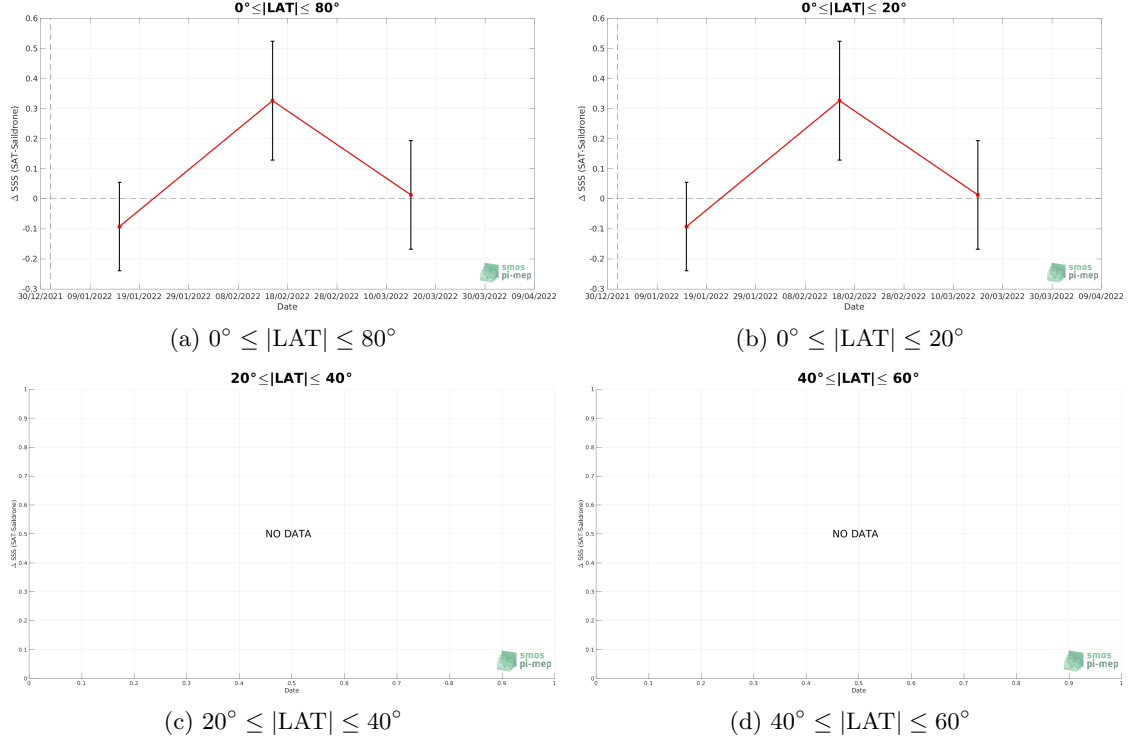 0°≤|LAT|≤ 80°
0.6
0.5
0.4
0.3
0.2
0.1
0
-0.1
-0.2
-0.3
Δ SSS (SAT-Saildrone)
30/12/2021 09/01/2022 19/01/2022 29/01/2022 08/02/2022 18/02/2022 28/02/2022 10/03/2022 20/03/2022 30/03/2022 09/04/2022
Date
smos
pi-mep
(a) 0° ≤ |LAT| ≤ 80°
0°≤|LAT|≤ 20°
0.6
0.5
0.4
0.3
0.2
0.1
0
-0.1
-0.2
-0.3
Δ SSS (SAT-Saildrone)
30/12/2021 09/01/2022 19/01/2022 29/01/2022 08/02/2022 18/02/2022 28/02/2022 10/03/2022 20/03/2022 30/03/2022 09/04/2022
Date
smos
pi-mep
(b) 0° ≤ |LAT| ≤ 20°
20°≤|LAT|≤ 40°
1
0.9
0.8
0.7
0.6
0.5
0.4
0.3
0.2
0.1
0
Δ SSS (SAT-Saildrone)
NO DATA
0 0.1 0.2 0.3 0.4 0.5 0.6 0.7 0.8 0.9 1
Date
smos
pi-mep
(c) 20° ≤ |LAT| ≤ 40°
40°≤|LAT|≤ 60°
1
0.9
0.8
0.7
0.6
0.5
0.4
0.3
0.2
0.1
0
Δ SSS (SAT-Saildrone)
NO DATA
0 0.1 0.2 0.3 0.4 0.5 0.6 0.7 0.8 0.9 1
Date
smos
pi-mep
(d) 40° ≤ |LAT| ≤ 60°